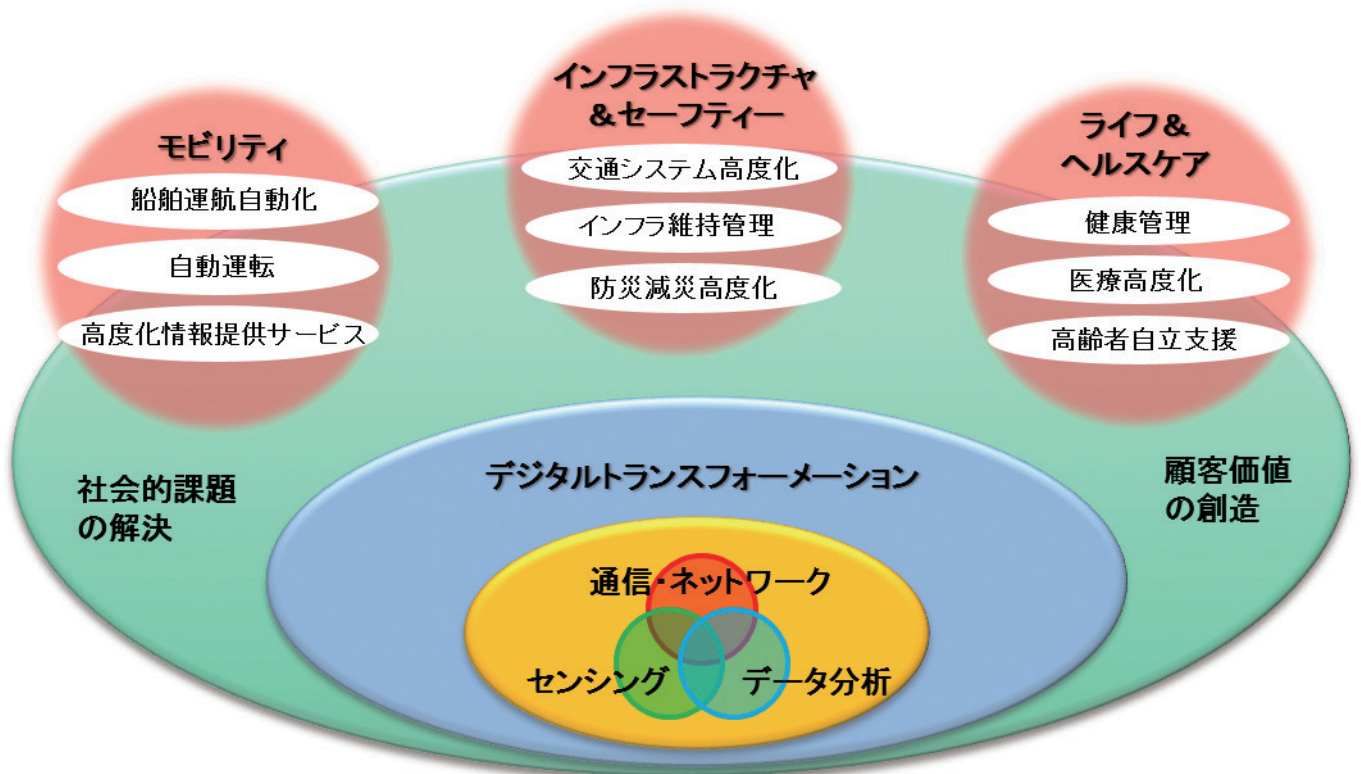 モビリティ
船舶運航自動化
自動運転
高度化情報提供サービス
インフラストラクチャ
&セーフティー
交通システム高度化
インフラ維持管理
防災減災高度化
ライフ&
ヘルスケア
健康管理
医療高度化
高齢者自立支援
社会的課題
の解決
デジタルトランスフォーメーション
顧客価値
の創造
通信・ネットワーク
センシング
データ分析